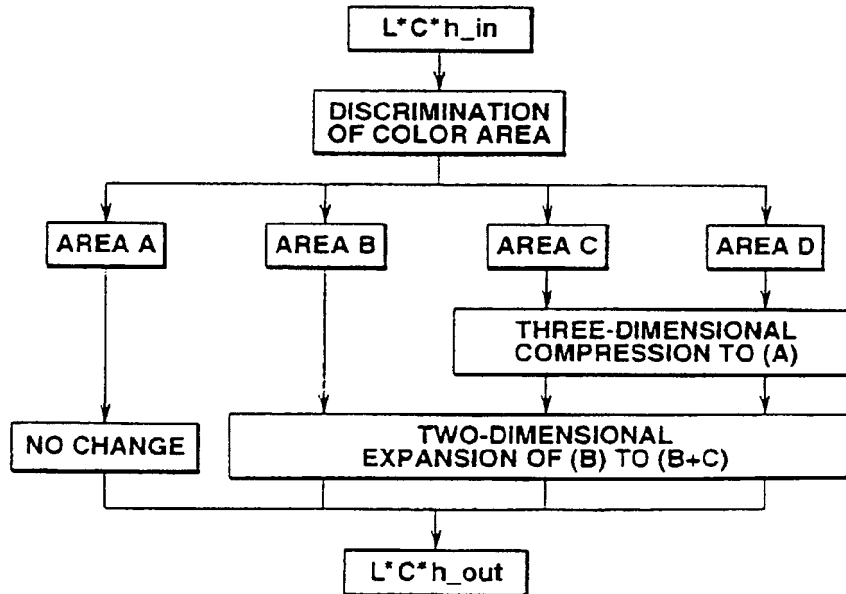 L*C*h_in
DISCRIMINATION
OF COLOR AREA
AREA A
AREA B
AREA C
AREA D
THREE-DIMENSIONAL
COMPRESSION TO (A)
NO CHANGE
TWO-DIMENSIONAL
EXPANSION OF (B) TO (B+C)
L*C*h_out